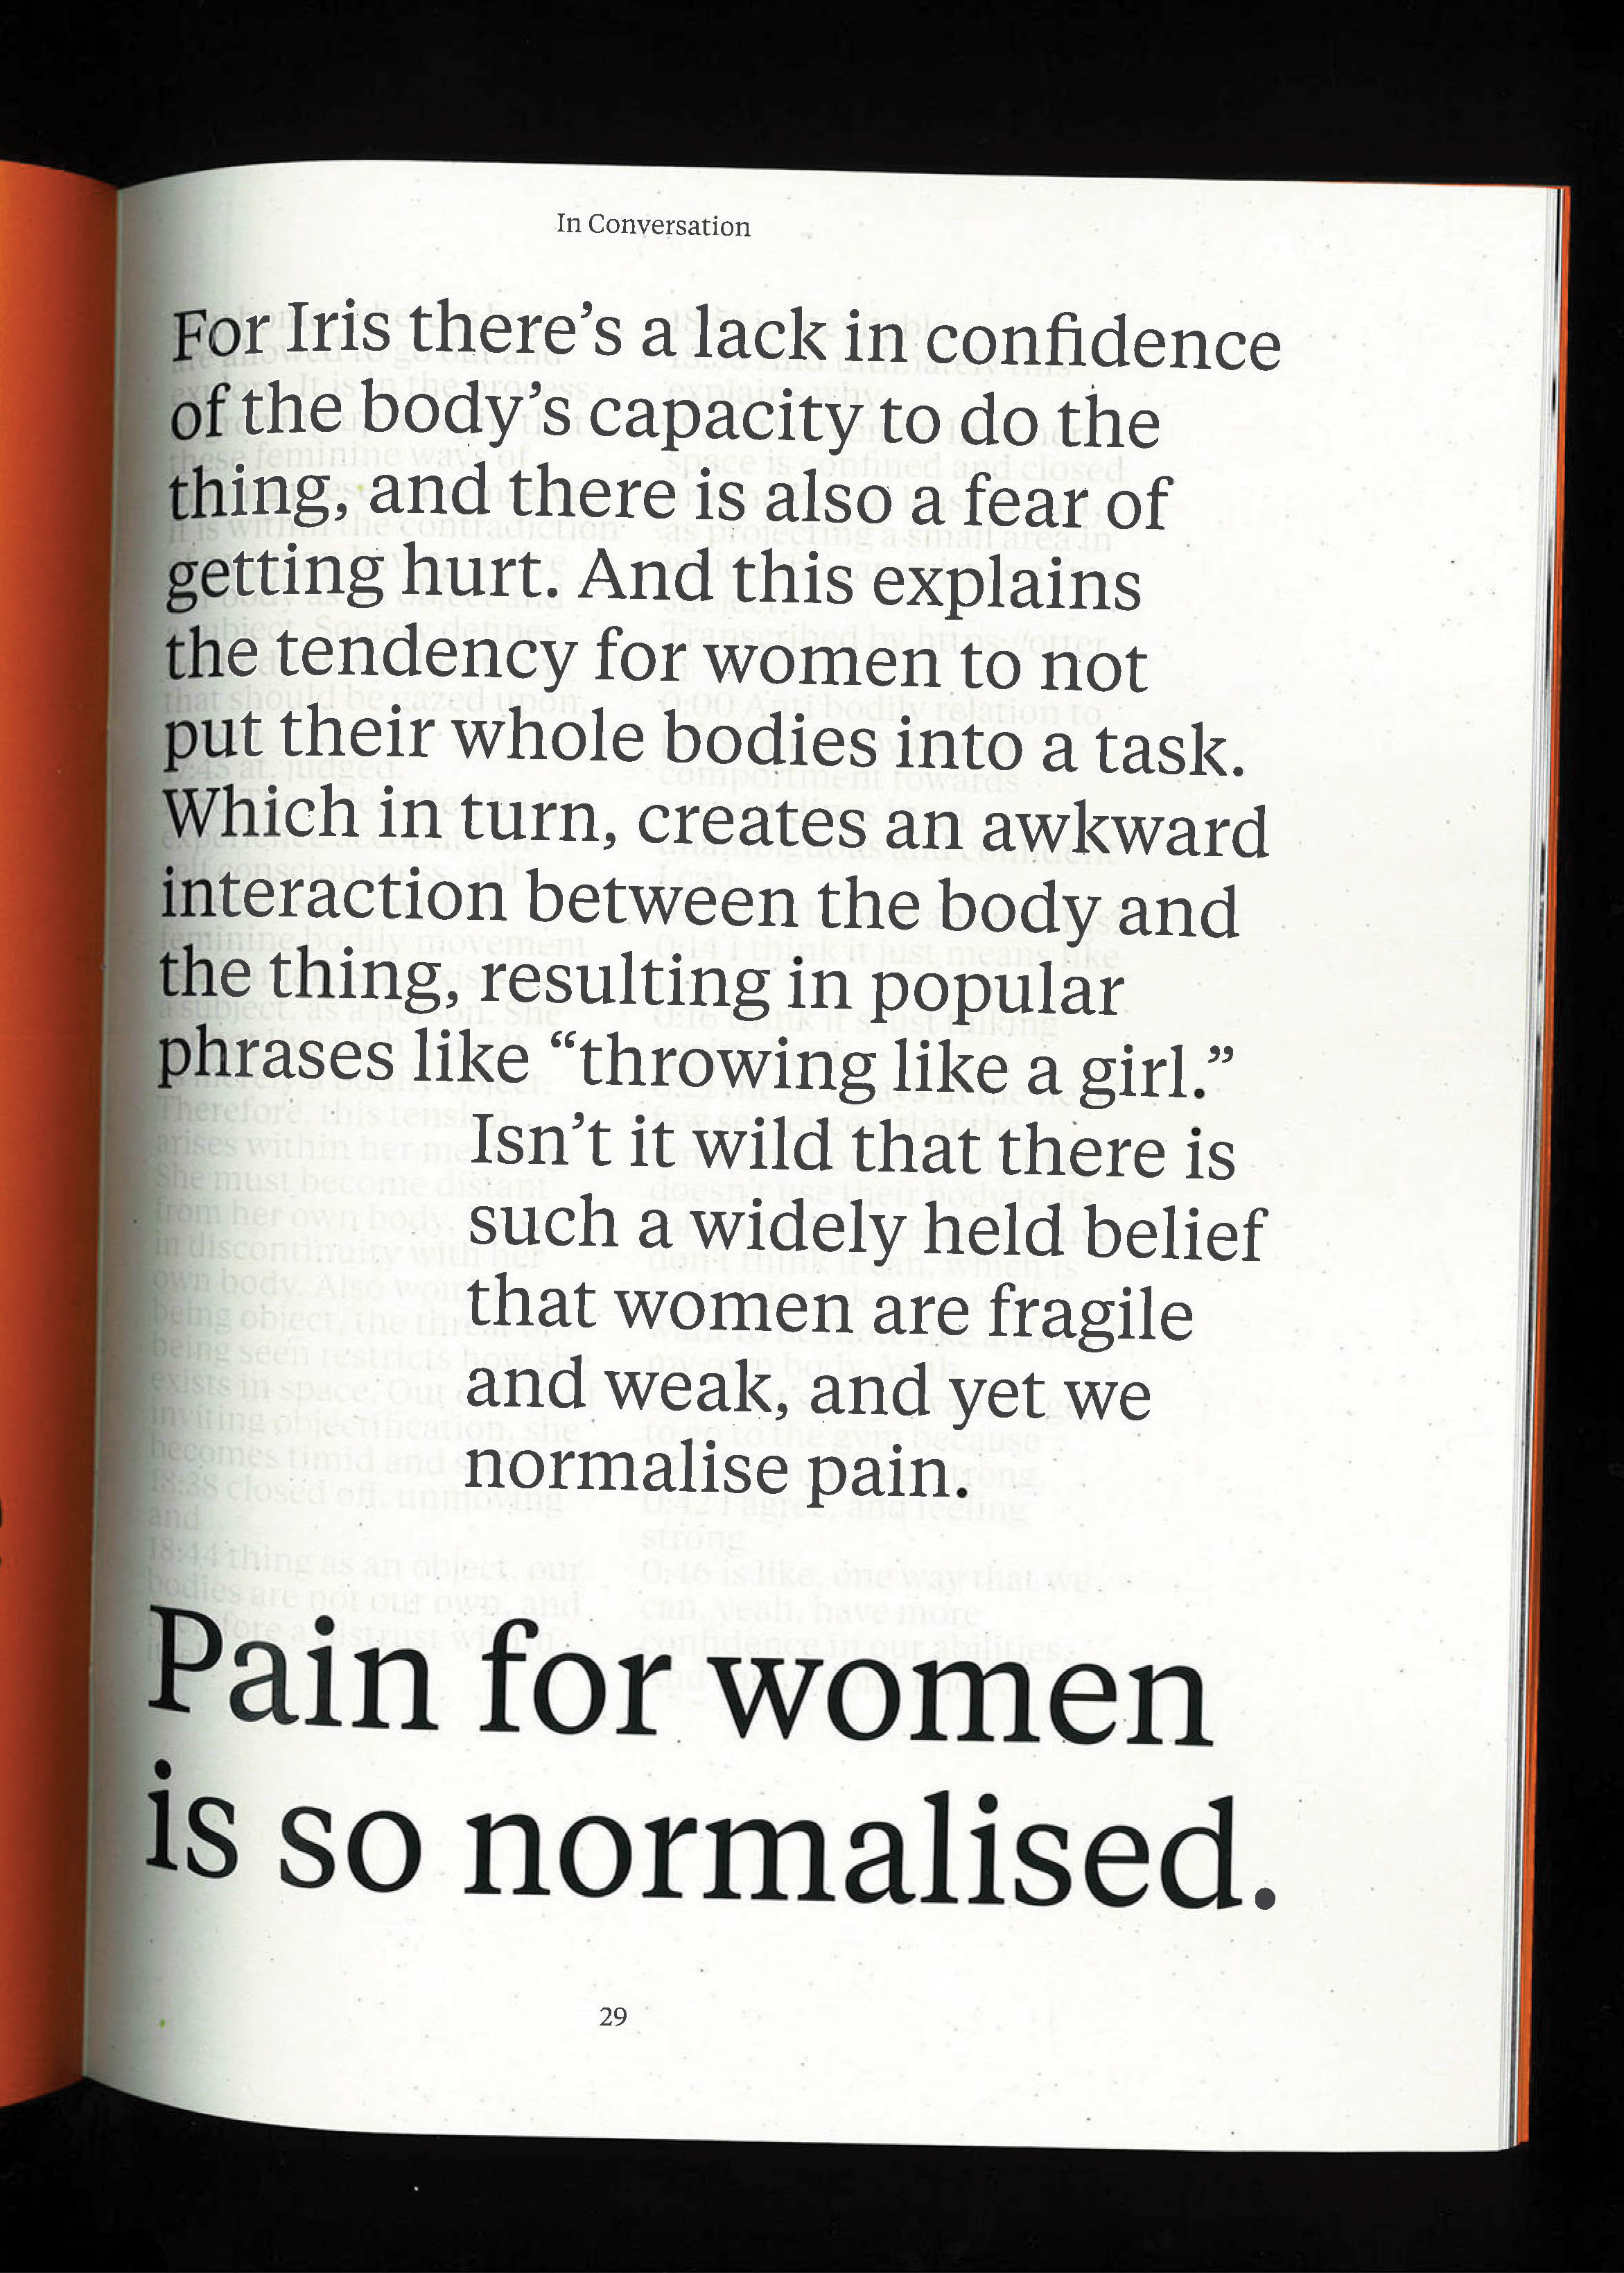 In Conversation
For Iris there’s a lack in confidence
of the body’s capacity to do the
thing, and there is also a fear of
getting hurt. And this explains
the tendency for women to not
put their whole bodies into a task.
Which in turn, creates an awkward
interaction between the body and
the thing, resulting in popular
phrases like “throwing like a girl.”
Isn’t it wild that there is
such a widely held belief
that women are fragile
and weak, and yet we
normalise pain.
Pain for women
is so normalised.
29